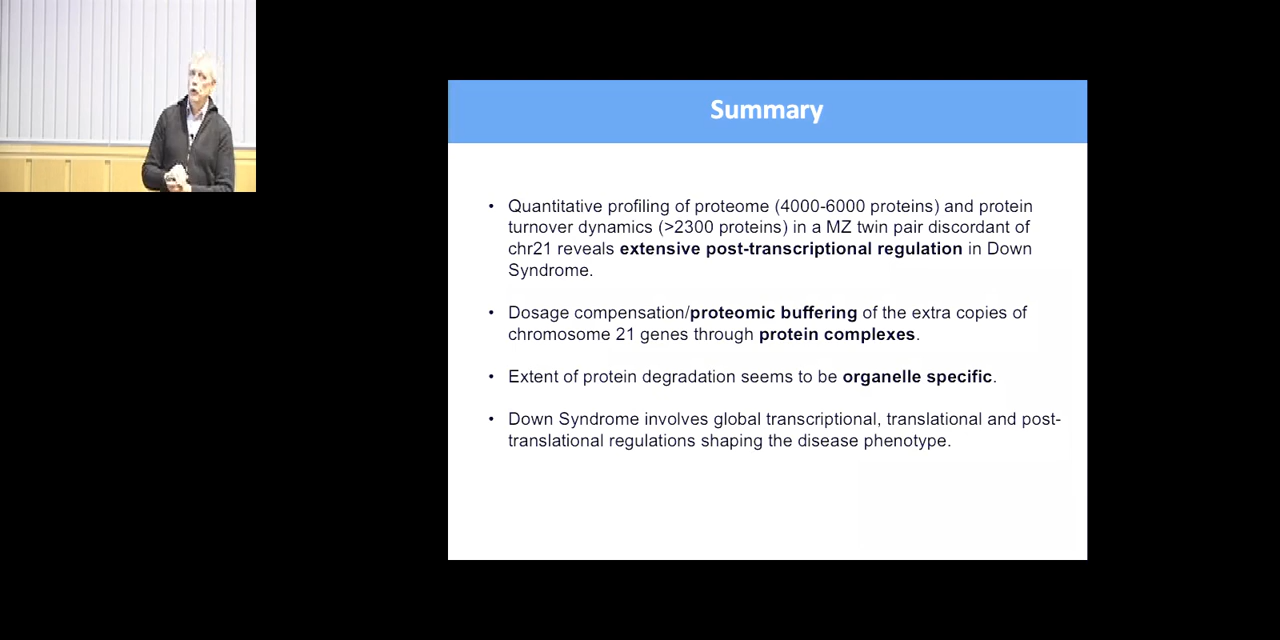 Summary
• Quantitative profiling of proteome (4000-6000 proteins) and protein
turnover dynamics (>2300 proteins) in a MZ twin pair discordant of
chr21 reveals extensive post-transcriptional regulation in Down
Syndrome.
• Dosage compensation/proteomic buffering of the extra copies of
chromosome 21 genes through protein complexes.
• Extent of protein degradation seems to be organelle specific.
• Down Syndrome involves global transcriptional, translational and post-
translational regulations shaping the disease phenotype.